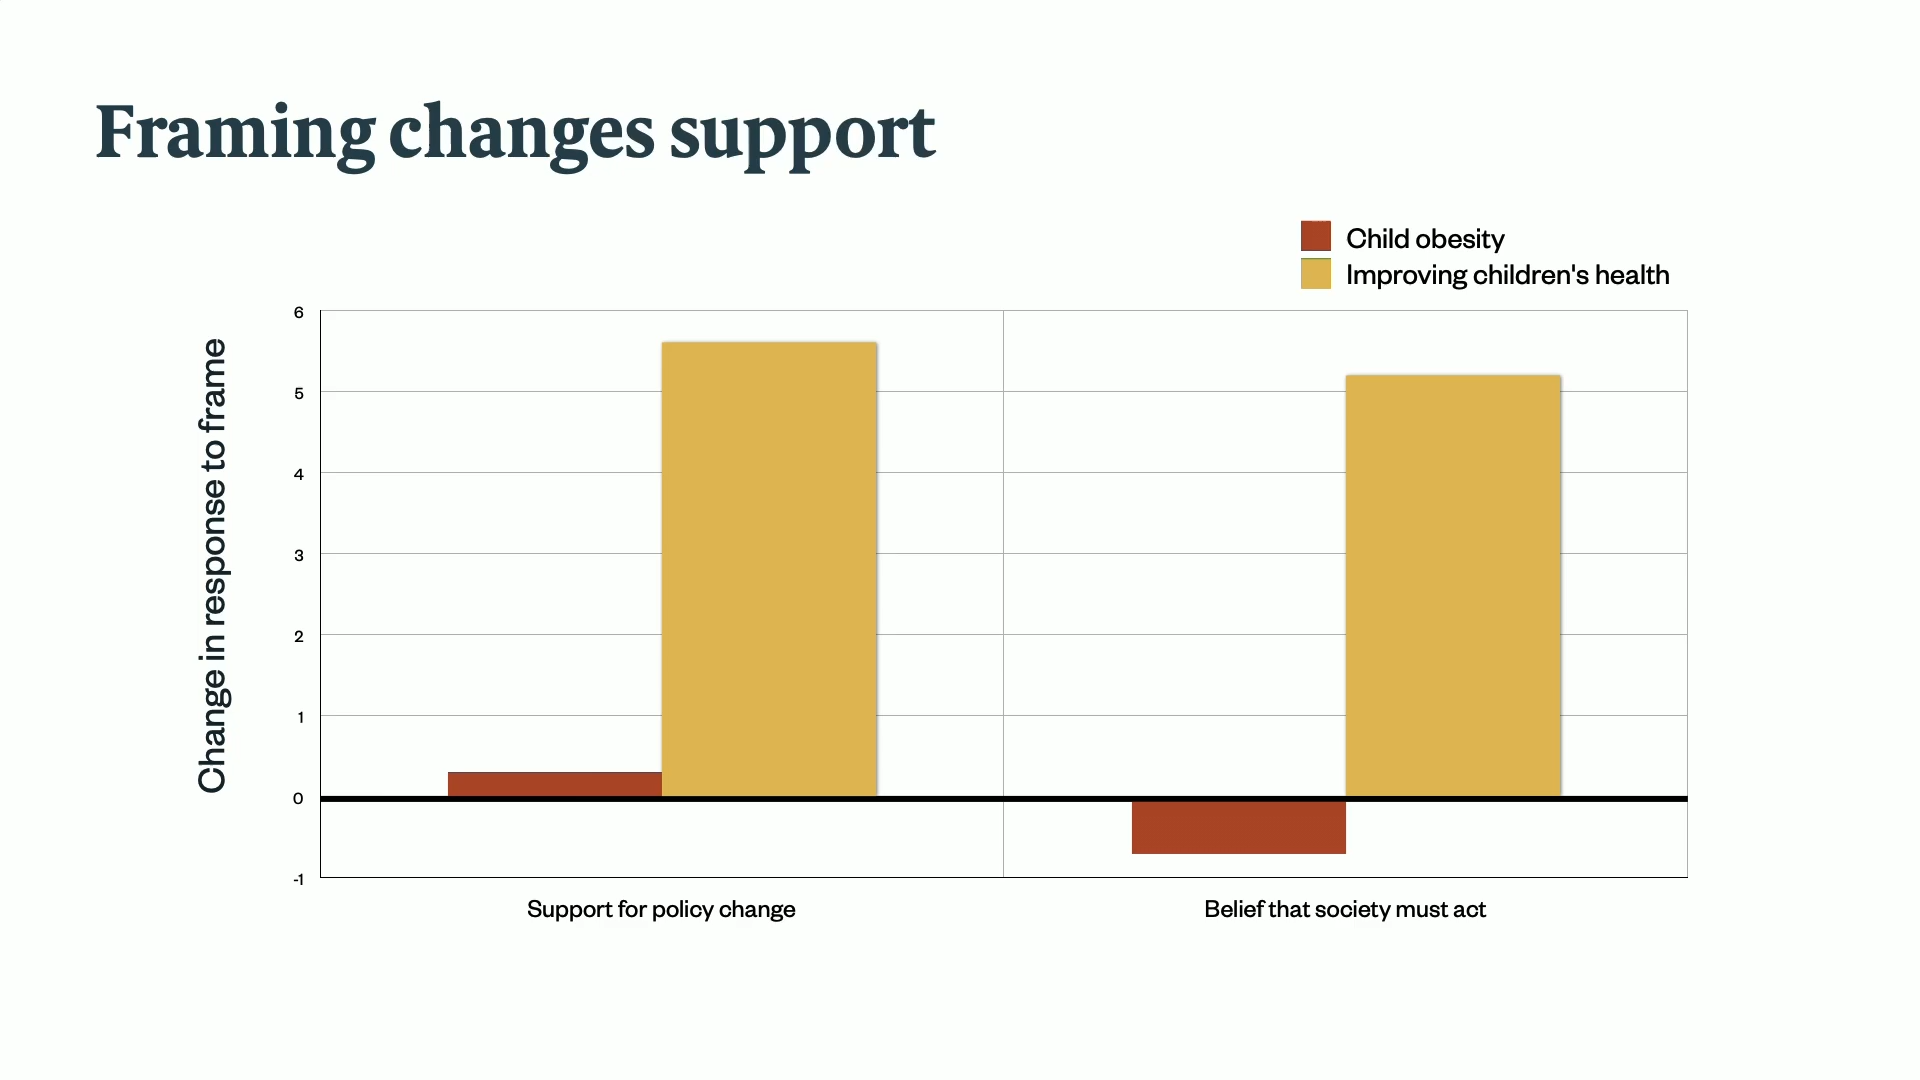 Framing changes support
Child obesity
Improving children's health
Change in response to frame
6
5
4
3
2
1
0
-1
Support for policy change
Belief that society must act